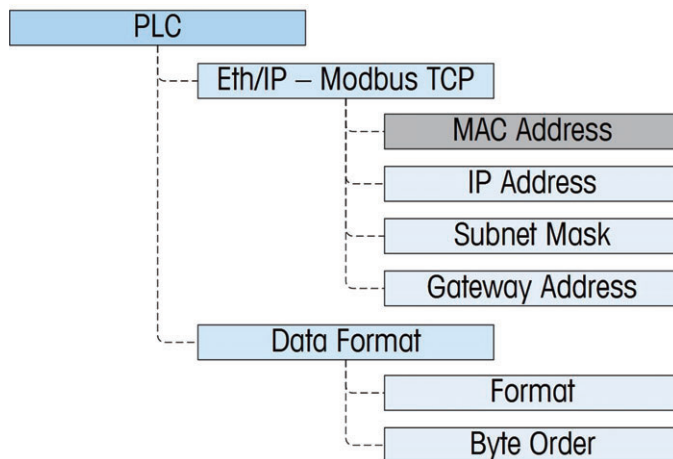 PLC
Eth/IP – Modbus TCP
MAC Address
IP Address
Subnet Mask
Gateway Address
Data Format
Format
Byte Order